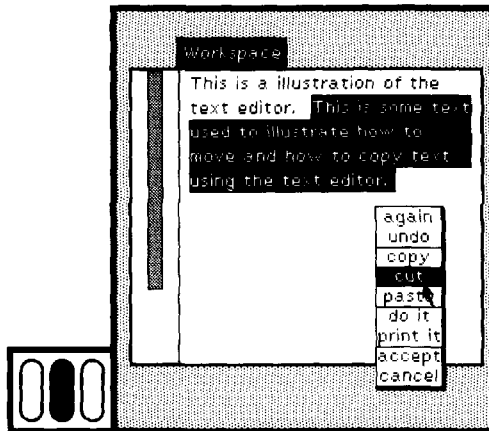 Workspace
This is a illustration of the
text editor. This is some text
used to illustrate how to
move and how to copy text
using the text editor.
again
undo
copy
cut
paste
do it
print it
accept
cancel